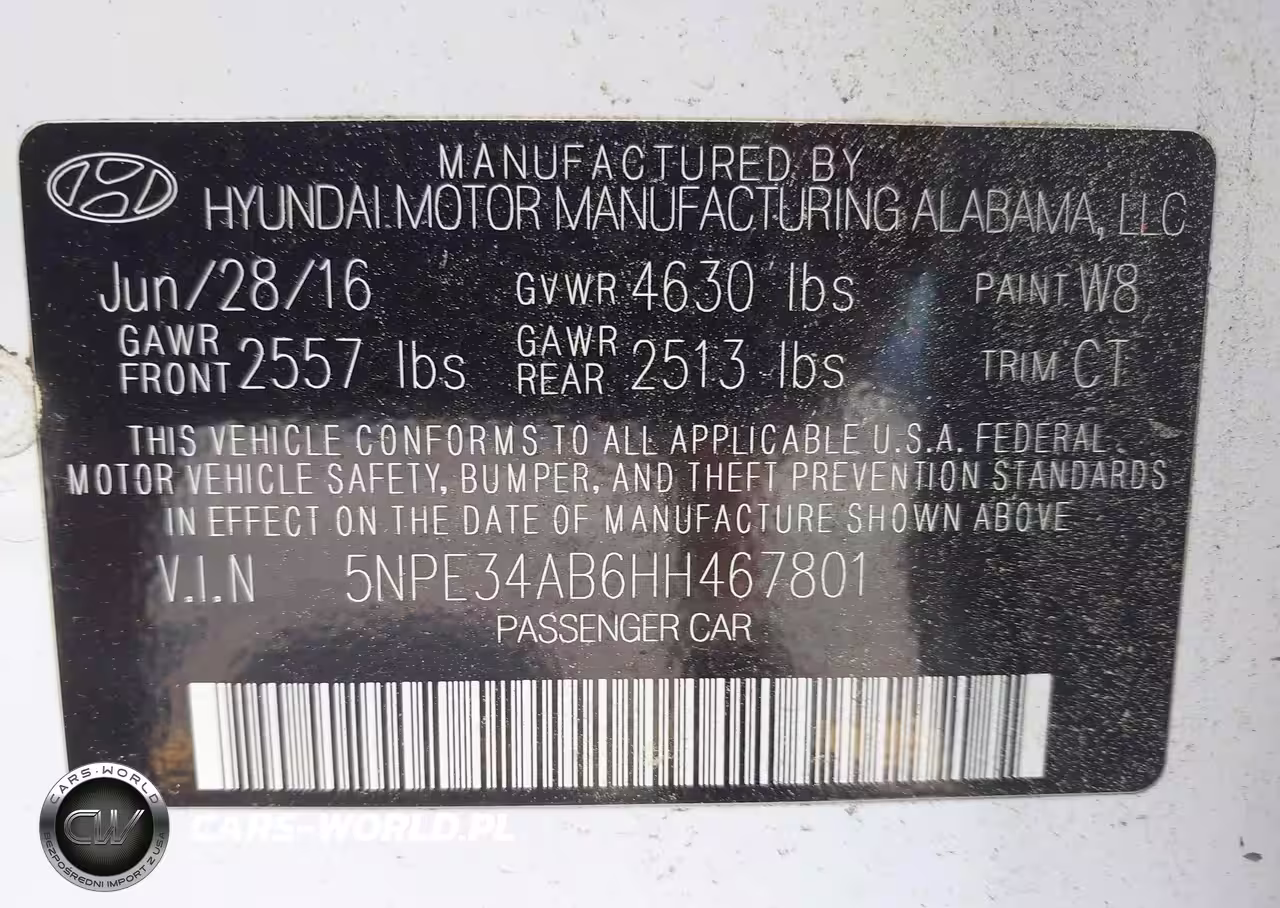 MANUFACTURED BY
HYUNDAI MOTOR MANUFACTURING ALABAMA, LLC
Jun/28/16 GVWR 4630 lbs PAINT W8
GAWR FRONT 2557 lbs GAWR REAR 2513 lbs TRIM CT
THIS VEHICLE CONFORMS TO ALL APPLICABLE U.S.A. FEDERAL
MOTOR VEHICLE SAFETY, BUMPER, AND THEFT PREVENTION STANDARDS
IN EFFECT ON THE DATE OF MANUFACTURE SHOWN ABOVE
V.I.N 5NPE34AB6HH467801
PASSENGER CAR
CARS-WORLD
CW
BEZPOŚREDNI IMPORT Z USA
CARS-WORLD.PL